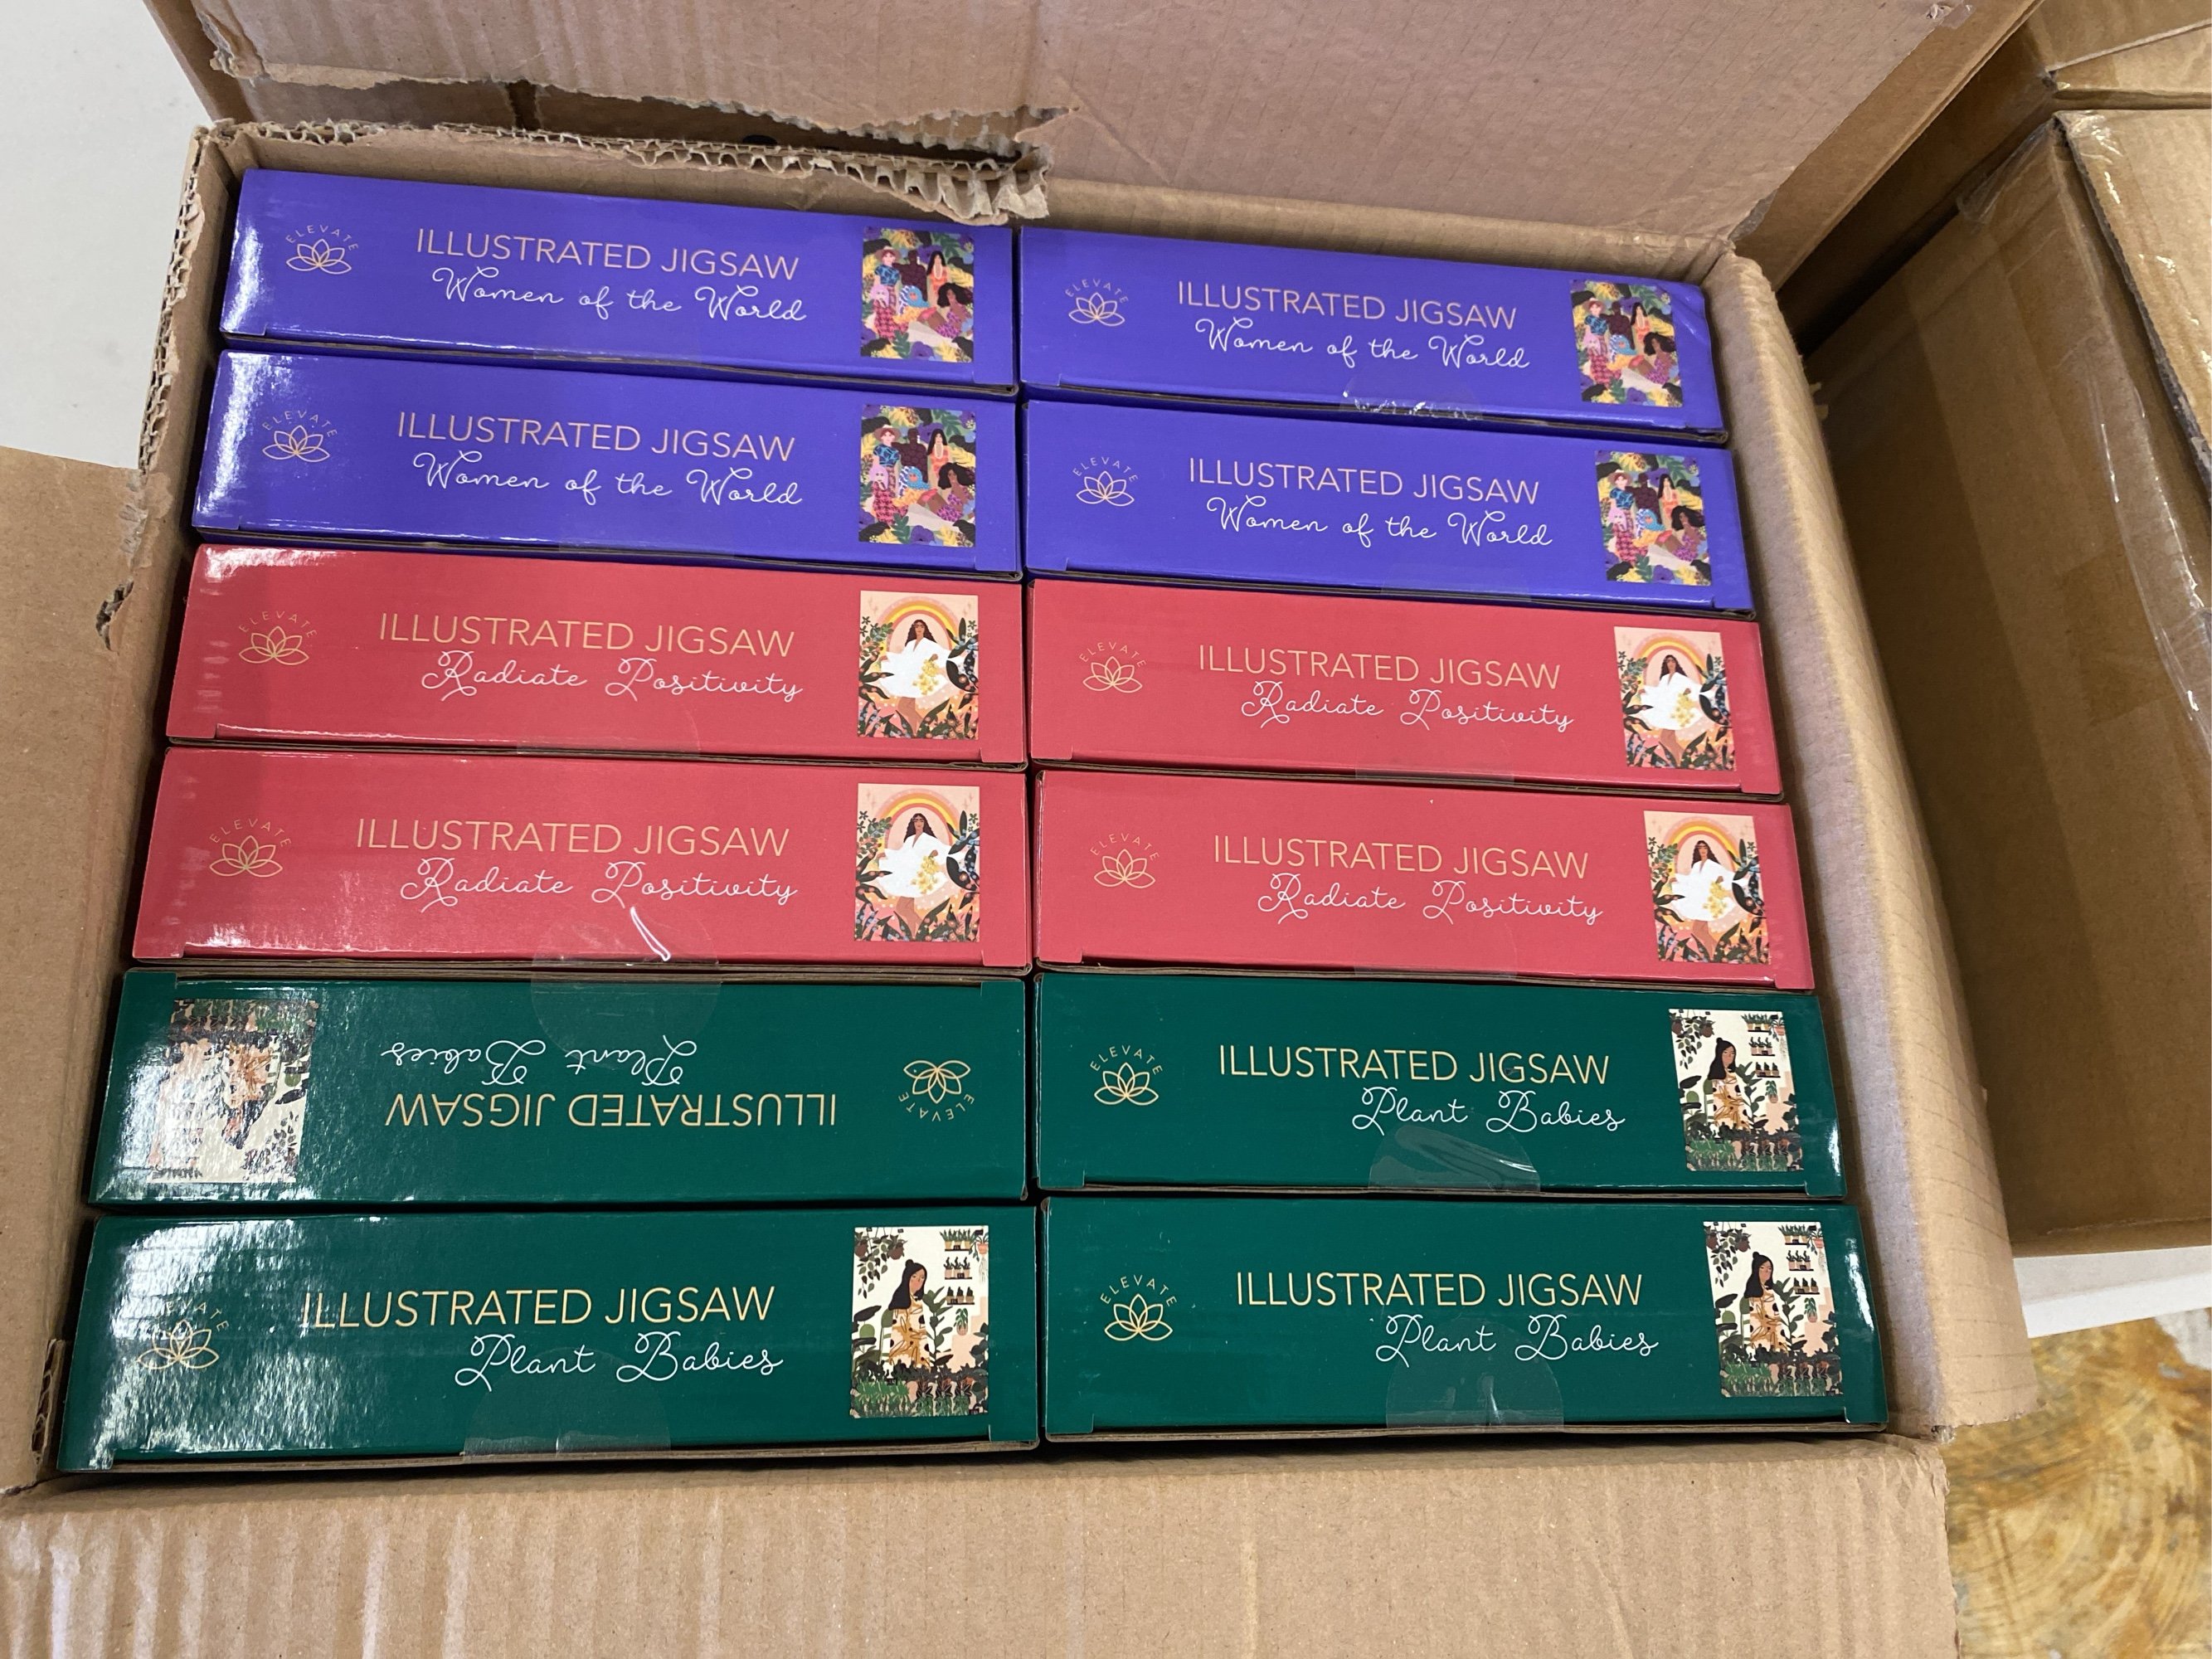 ELEVATE
ILLUSTRATED JIGSAW
Women of the World
ELEVATE
ILLUSTRATED JIGSAW
Women of the World
ELEVATE
ILLUSTRATED JIGSAW
Women of the World
ELEVATE
ILLUSTRATED JIGSAW
Women of the World
ELEVATE
ILLUSTRATED JIGSAW
Radiate Positivity
ELEVATE
ILLUSTRATED JIGSAW
Radiate Positivity
ELEVATE
ILLUSTRATED JIGSAW
Radiate Positivity
ELEVATE
ILLUSTRATED JIGSAW
Radiate Positivity
ELEVATE
ILLUSTRATED JIGSAW
Plant Babies
ELEVATE
ILLUSTRATED JIGSAW
Plant Babies
ELEVATE
ILLUSTRATED JIGSAW
Plant Babies
ELEVATE
ILLUSTRATED JIGSAW
Plant Babies